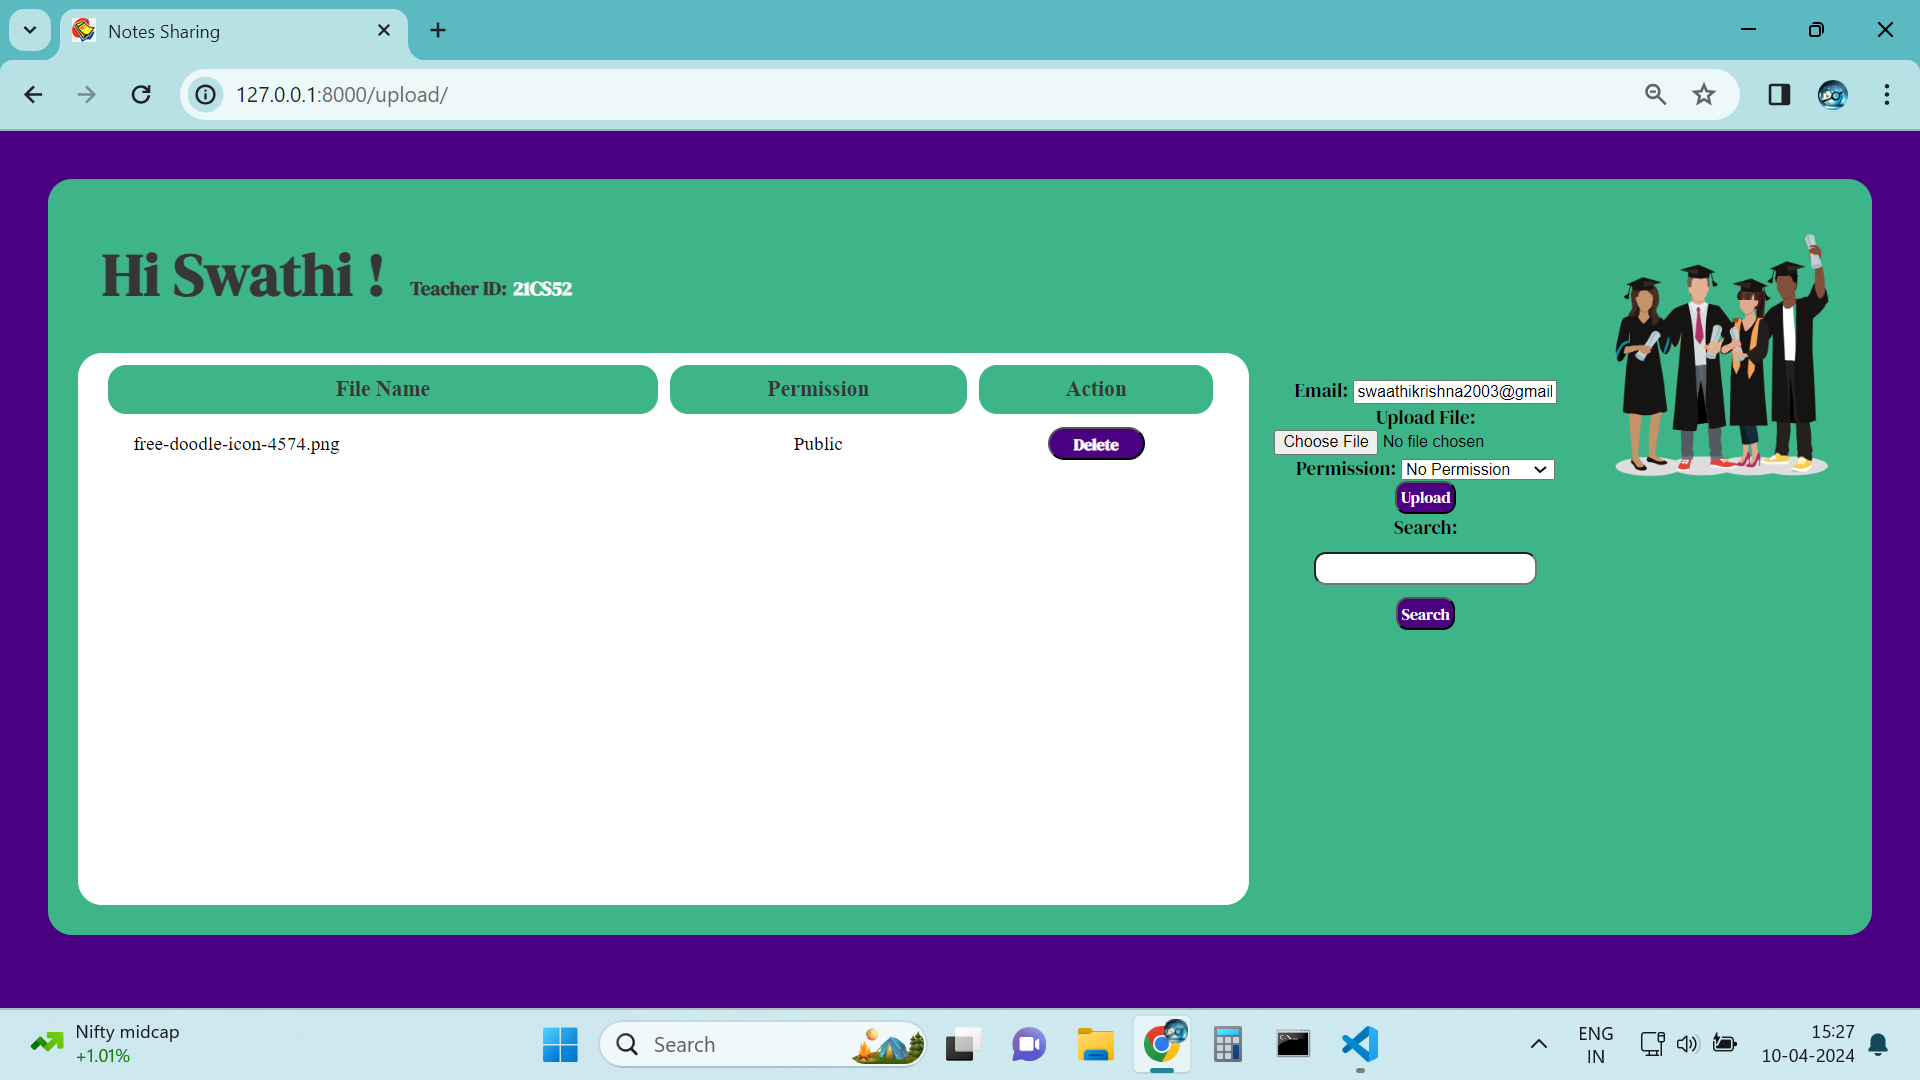 Notes Sharing
127.0.0.1:8000/upload/
Hi Swathi ! Teacher ID: 21CS52
File Name Permission Action
free-doodle-icon-4574.png Public Delete
Email: swaathikrishna2003@gmail
Upload File:
Choose File No file chosen
Permission: No Permission
Upload
Search:
Search
Nifty midcap
+1.01%
Search
ENG
IN
15:27
10-04-2024